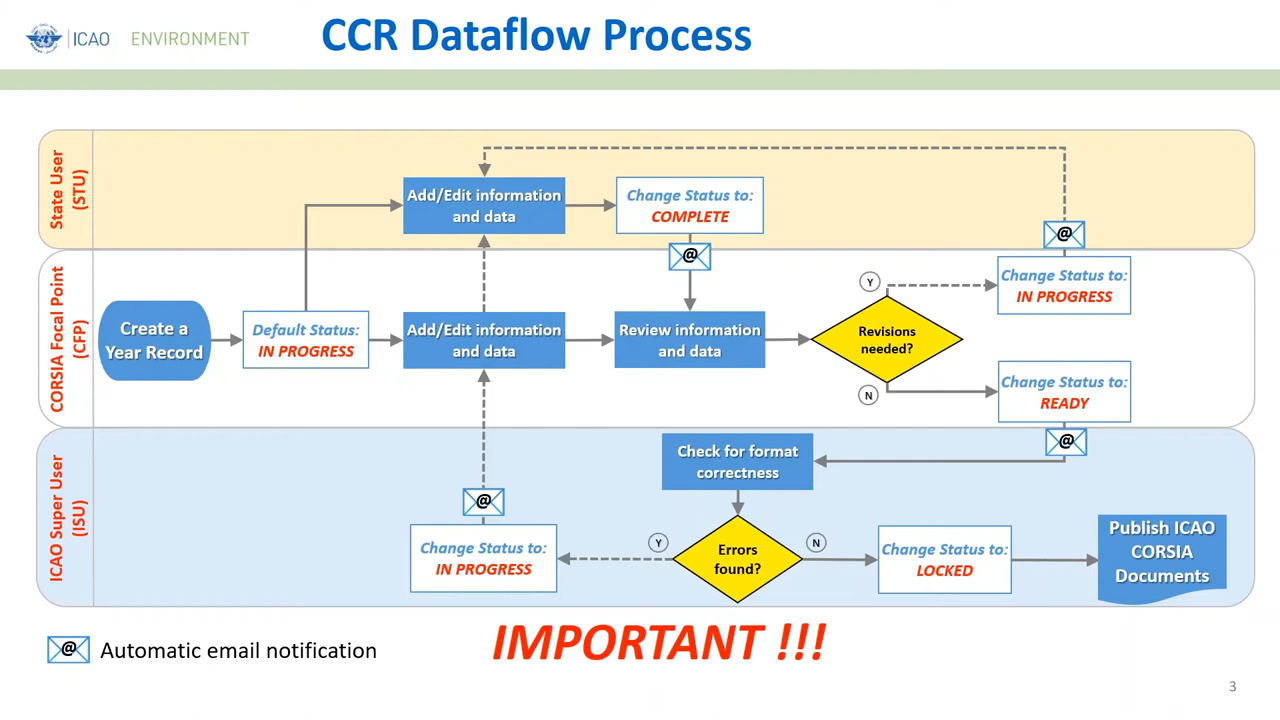 ICAO
ENVIRONMENT
CCR Dataflow Process
State User
(STU)
Add/Edit information
and data
Change Status to:
COMPLETE
@
@
CORSIA Focal Point
(CFP)
Create a
Year Record
Default Status:
IN PROGRESS
Add/Edit information
and data
Review information
and data
Revisions
needed?
Y
Change Status to:
IN PROGRESS
N
Change Status to:
READY
@
ICAO Super User
(ISU)
Check for format
correctness
@
Change Status to:
IN PROGRESS
Y
Errors
found?
N
Change Status to:
LOCKED
Publish ICAO
CORSIA
Documents
@ Automatic email notification
IMPORTANT !!!
3